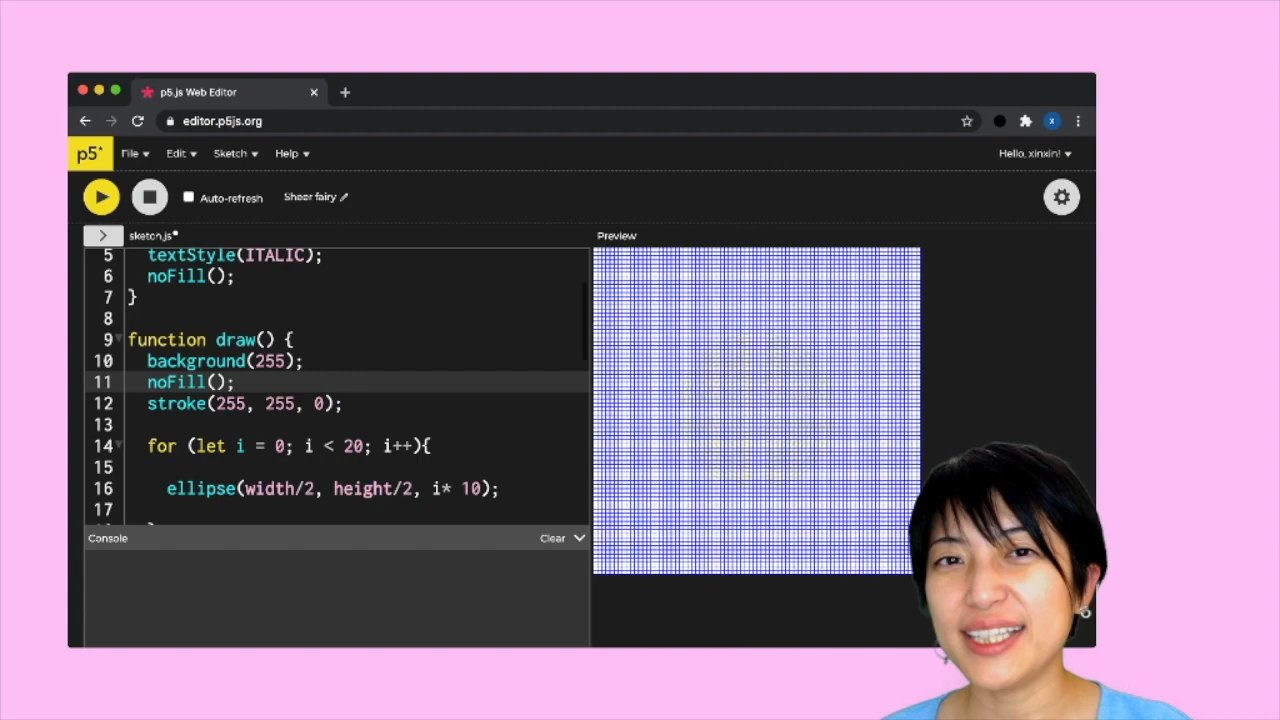 p5.js Web Editor
editor.p5js.org
x
p5* File Edit Sketch Help Hello, xinxin!
Auto-refresh Sheer fairy
sketch.js Preview
5 textStyle(ITALIC);
6 noFill();
7 }
8
9 function draw() {
10 background(255);
11 noFill();
12 stroke(255, 255, 0);
13
14 for (let i = 0; i < 20; i++){
15
16 ellipse(width/2, height/2, i* 10);
17
Console Clear